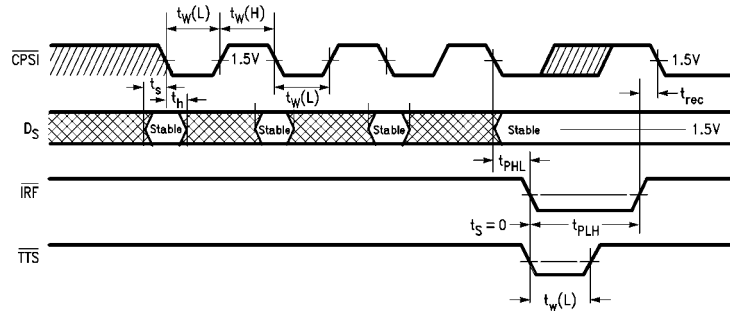 tW(L)
tW(H)
CPSI
1.5V
1.5V
ts
th
tW(L)
trec
DS
Stable
Stable
Stable
Stable
1.5V
tPHL
IRF
tS = 0
tPLH
TTS
tw(L)